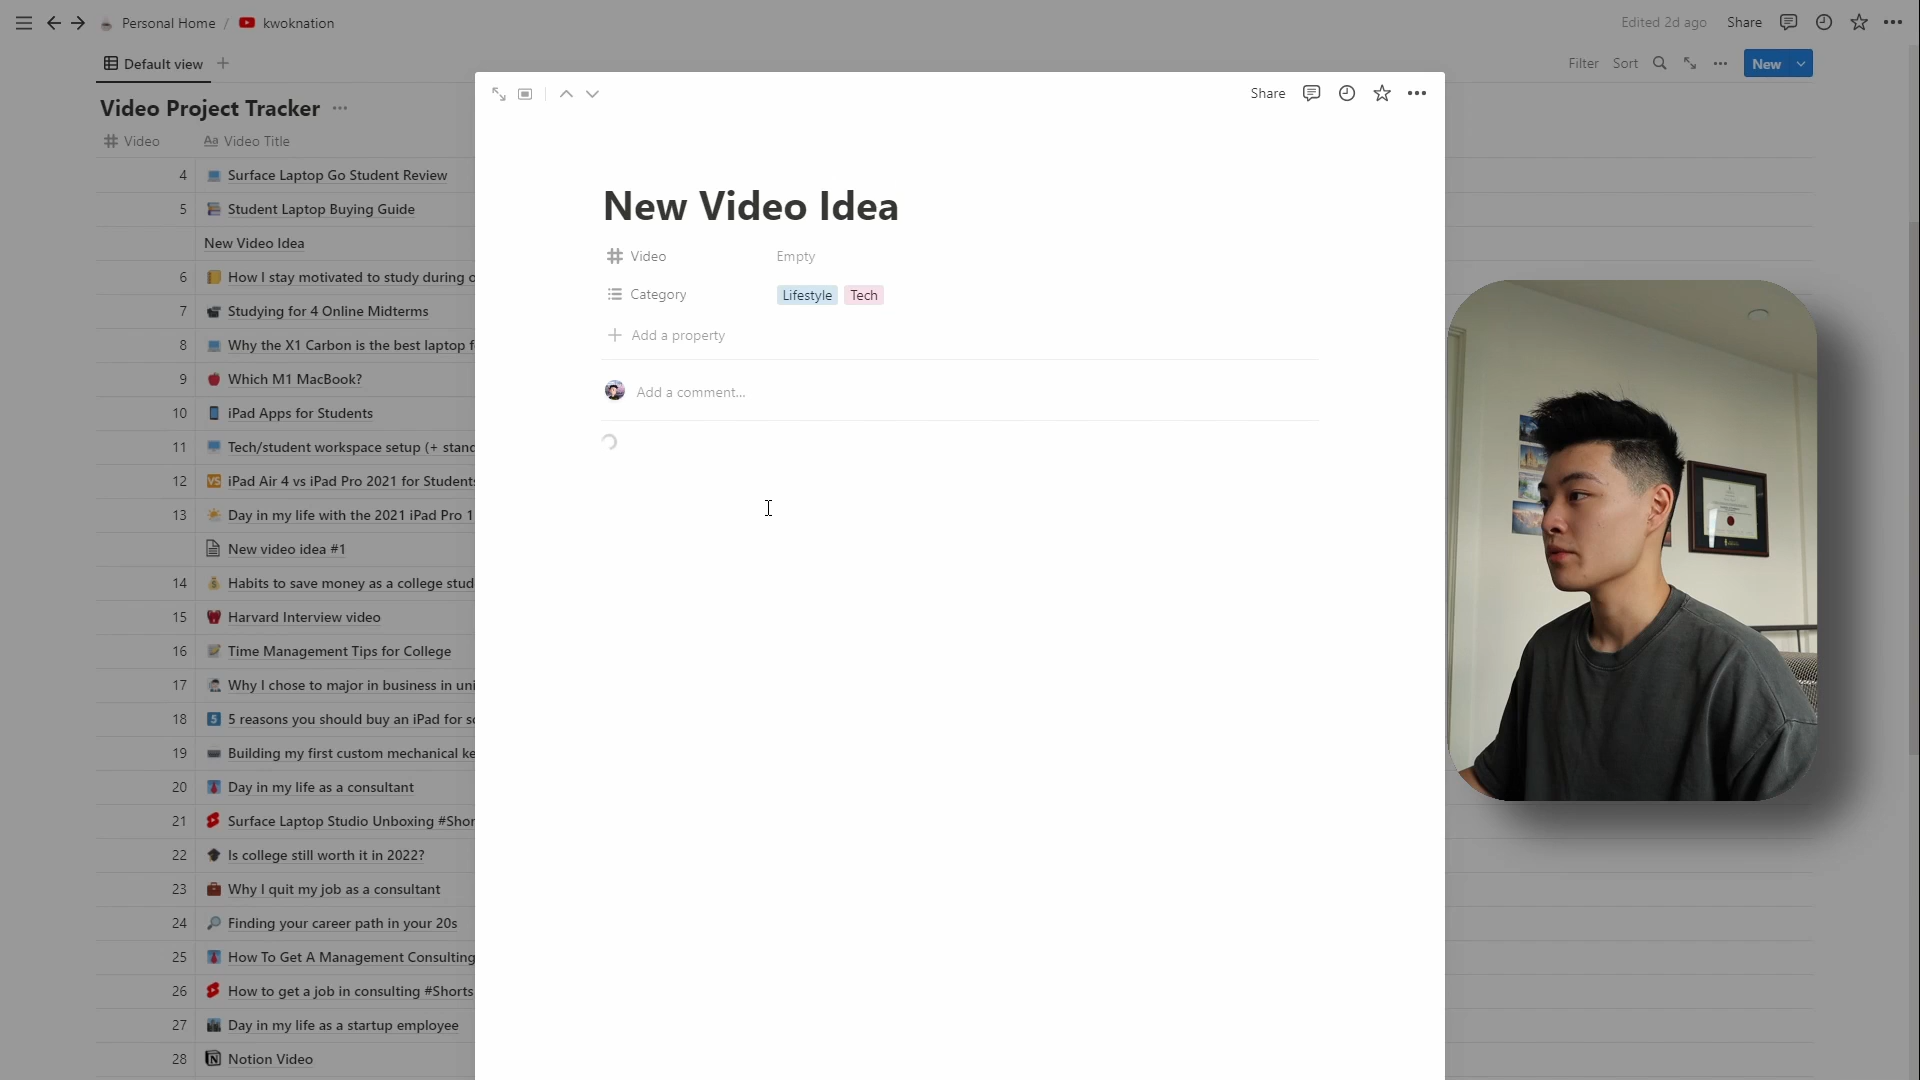 Personal Home / kwoknation
Edited 2d ago Share
Default view
Filter Sort New
Video Project Tracker
Video Aa Video Title
4 Surface Laptop Go Student Review
5 Student Laptop Buying Guide
New Video Idea
6 How I stay motivated to study during o
7 Studying for 4 Online Midterms
8 Why the X1 Carbon is the best laptop f
9 Which M1 MacBook?
10 iPad Apps for Students
11 Tech/student workspace setup (+ stand
12 iPad Air 4 vs iPad Pro 2021 for Students
13 Day in my life with the 2021 iPad Pro 1
New video idea #1
14 Habits to save money as a college stud
15 Harvard Interview video
16 Time Management Tips for College
17 Why I chose to major in business in uni
18 5 reasons you should buy an iPad for sc
19 Building my first custom mechanical ke
20 Day in my life as a consultant
21 Surface Laptop Studio Unboxing #Shor
22 Is college still worth it in 2022?
23 Why I quit my job as a consultant
24 Finding your career path in your 20s
25 How To Get A Management Consulting
26 How to get a job in consulting #Shorts
27 Day in my life as a startup employee
28 Notion Video
Share
New Video Idea
Video Empty
Category Lifestyle Tech
Add a property
Add a comment...